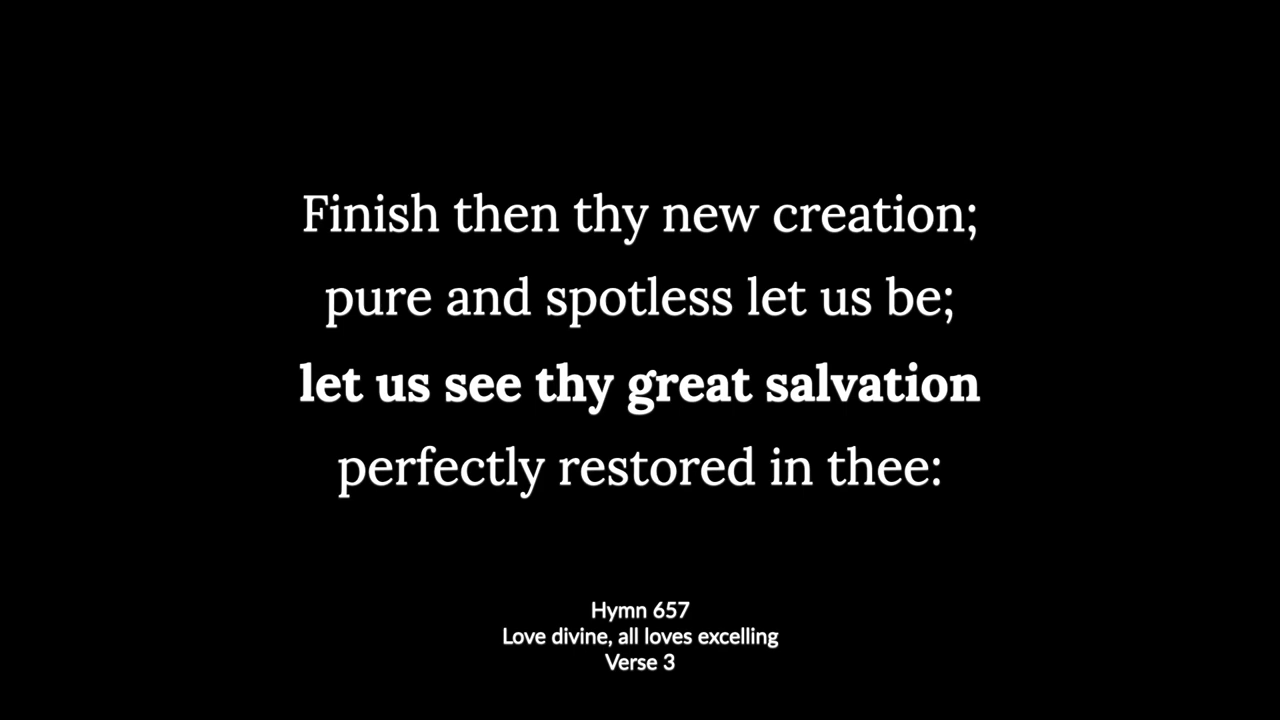 Finish then thy new creation;
pure and spotless let us be;
let us see thy great salvation
perfectly restored in thee:
Hymn 657
Love divine, all loves excelling
Verse 3